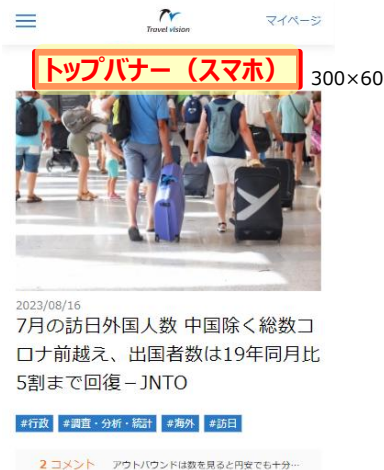 Travel vision
マイページ
トップバナー（スマホ）
300×60
2023/08/16
7月の訪日外国人数 中国除く総数コ
ロナ前越え、出国者数は19年同月比
5割まで回復－JNTO
#行政 #調査・分析・統計 #海外 #訪日
2 コメント アウトバウンドは数を見ると円安でも十分…